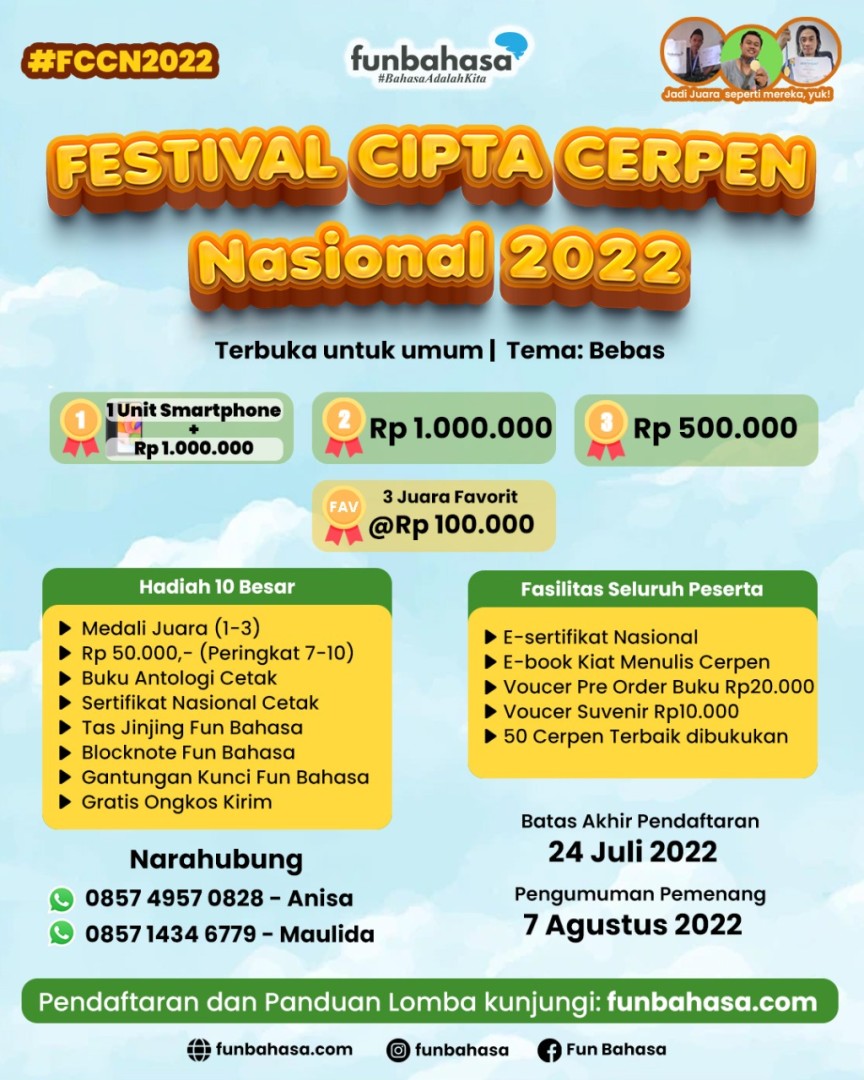 #FCCN2022
funbahasa
#BahasaAdalahKita
Jadi Juara seperti mereka, yuk!
FESTIVAL CIPTA CERPEN
Nasional 2022
Terbuka untuk umum | Tema: Bebas
1
1 Unit Smartphone
+
Rp 1.000.000
2
Rp 1.000.000
3
Rp 500.000
FAV
3 Juara Favorit
@Rp 100.000
Hadiah 10 Besar
Medali Juara (1-3)
Rp 50.000,- (Peringkat 7-10)
Buku Antologi Cetak
Sertifikat Nasional Cetak
Tas Jinjing Fun Bahasa
Blocknote Fun Bahasa
Gantungan Kunci Fun Bahasa
Gratis Ongkos Kirim
Fasilitas Seluruh Peserta
E-sertifikat Nasional
E-book Kiat Menulis Cerpen
Voucer Pre Order Buku Rp20.000
Voucer Suvenir Rp10.000
50 Cerpen Terbaik dibukukan
Narahubung
0857 4957 0828 - Anisa
0857 1434 6779 - Maulida
Batas Akhir Pendaftaran
24 Juli 2022
Pengumuman Pemenang
7 Agustus 2022
Pendaftaran dan Panduan Lomba kunjungi: funbahasa.com
funbahasa.com
funbahasa
Fun Bahasa